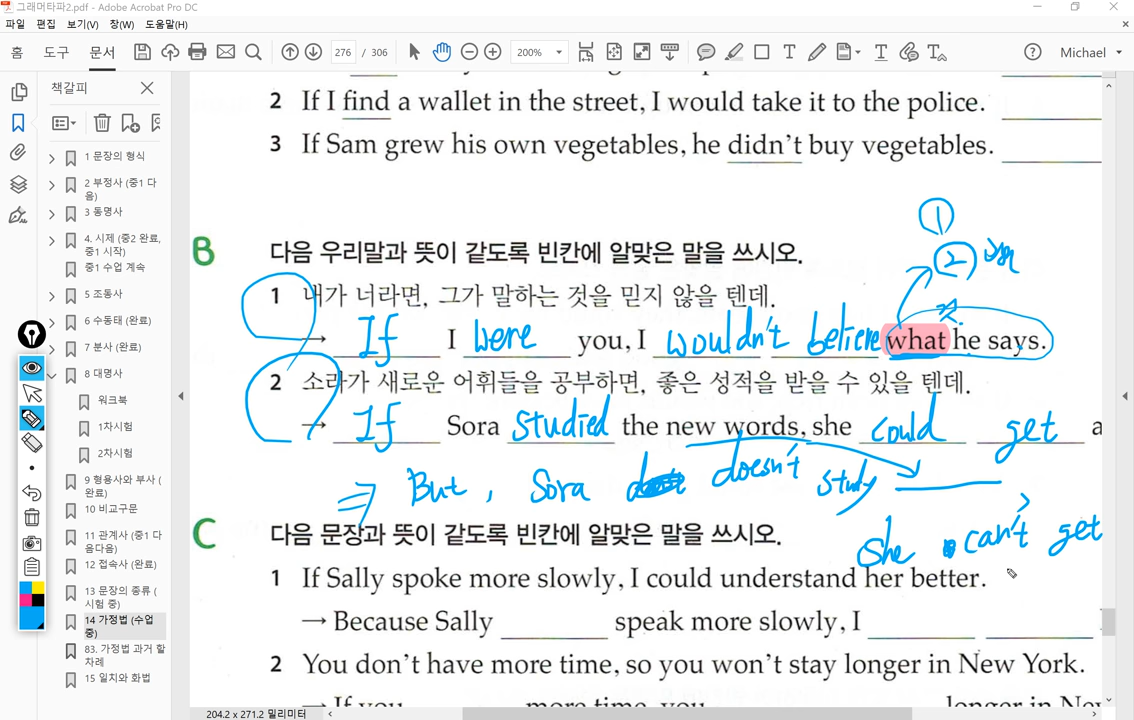 그래머타파2.pdf - Adobe Acrobat Pro DC
파일 편집 보기(V) 창(W) 도움말(H)
홈 도구 문서 276 / 306 200% Michael
책갈피
1 문장의 형식
2 부정사 (중1 다음)
3 동명사
4. 시제 (중2 완료, 중1 시작)
중1 수업 계속
5 조동사
6 수동태 (완료)
7 분사 (완료)
8 대명사
워크북
1차시험
2차시험
9 형용사와 부사 (완료)
10 비교구문
11 관계사 (중1 다음다음)
12 접속사 (완료)
13 문장의 종류 (시험 중)
14 가정법 (수업 중)
83. 가정법 과거 할 차례
15 일치와 화법
2 If I find a wallet in the street, I would take it to the police.
3 If Sam grew his own vegetables, he didn't buy vegetables.
①
②
B 다음 우리말과 뜻이 같도록 빈칸에 알맞은 말을 쓰시오.
1 내가 너라면, 그가 말하는 것을 믿지 않을 텐데.
→ If I were you, I wouldn't believe what he says.
2 소라가 새로운 어휘들을 공부하면, 좋은 성적을 받을 수 있을 텐데.
→ If Sora studied the new words, she could get a
⇒ But, Sora doesn't study
she can't get
C 다음 문장과 뜻이 같도록 빈칸에 알맞은 말을 쓰시오.
1 If Sally spoke more slowly, I could understand her better.
→ Because Sally speak more slowly, I
2 You don't have more time, so you won't stay longer in New York.
→ If you more time, you longer in New
204.2 x 271.2 밀리미터